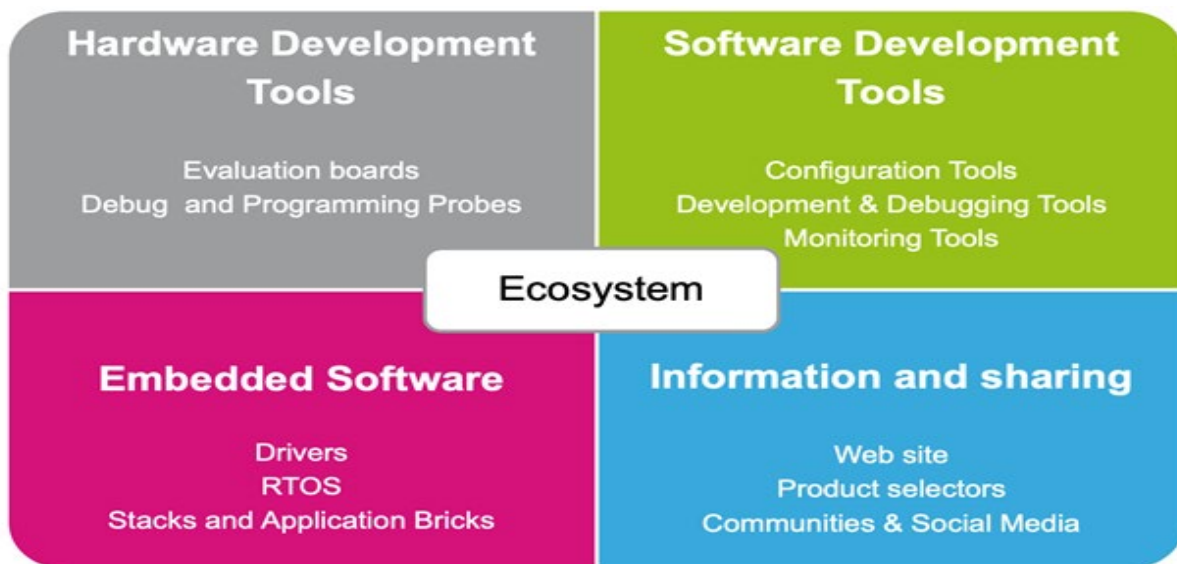 Hardware Development
Tools
Evaluation boards
Debug and Programming Probes
Software Development
Tools
Configuration Tools
Development & Debugging Tools
Monitoring Tools
Ecosystem
Embedded Software
Drivers
RTOS
Stacks and Application Bricks
Information and sharing
Web site
Product selectors
Communities & Social Media